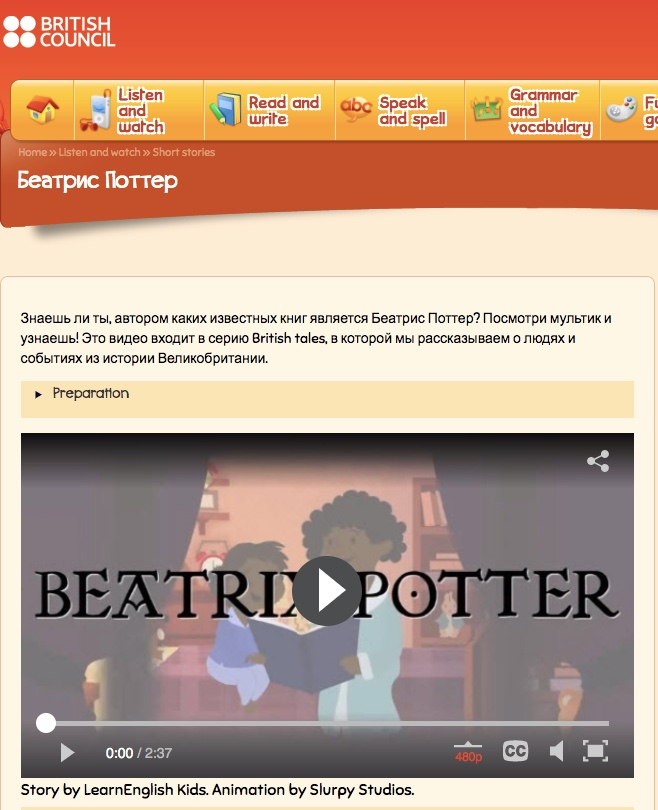 BRITISH
COUNCIL
Listen
and
watch
Read and
write
Speak
and spell
Grammar
and
vocabulary
Home » Listen and watch » Short stories
Беатрис Поттер
Знаешь ли ты, автором каких известных книг является Беатрис Поттер? Посмотри мультик и
узнаешь! Это видео входит в серию British tales, в которой мы рассказываем о людях и
событиях из истории Великобритании.
Preparation
BEATRIX POTTER
0:00 / 2:37
480p
CC
Story by LearnEnglish Kids. Animation by Slurpy Studios.